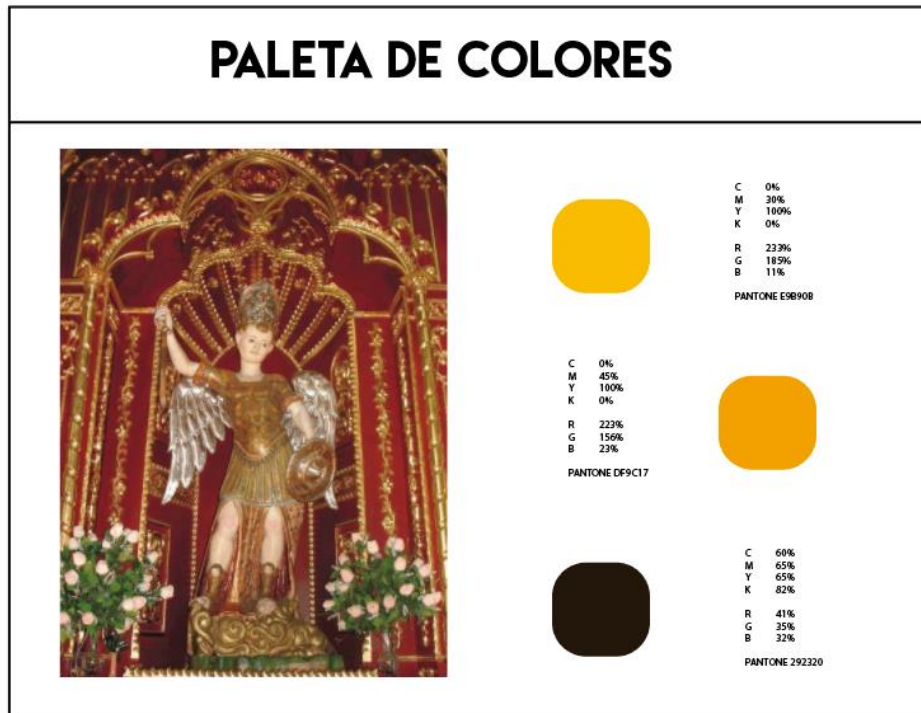 PALETA DE COLORES
C 0%
M 30%
Y 100%
K 0%
R 233%
G 185%
B 11%
PANTONE E9B90B
C 0%
M 45%
Y 100%
K 0%
R 223%
G 156%
B 23%
PANTONE DF9C17
C 60%
M 65%
Y 65%
K 82%
R 41%
G 35%
B 32%
PANTONE 292320